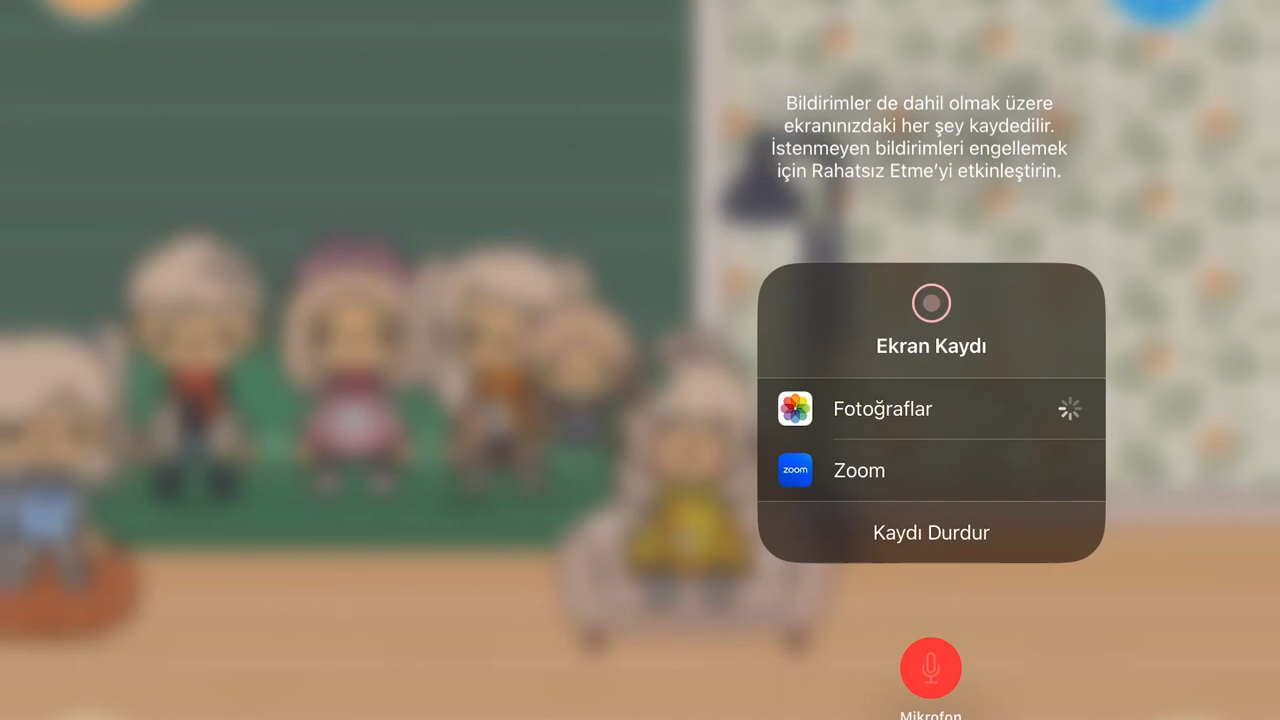 Bildirimler de dahil olmak üzere
ekranınızdaki her şey kaydedilir.
İstenmeyen bildirimleri engellemek
için Rahatsız Etme’yi etkinleştirin.
Ekran Kaydı
Fotoğraflar
zoom
Zoom
Kaydı Durdur
Mikrofon